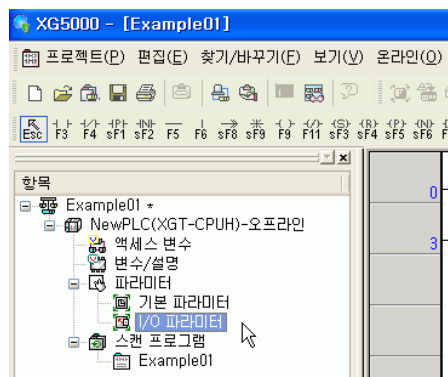 XG5000 - [Example01]
프로젝트(P) 편집(E) 찾기/바꾸기(F) 보기(V) 온라인(O)
Esc F3 F4 sF1 sF2 F5 F6 sF8 sF9 F9 F11 sF3 sF4 sF5 sF6
항목
Example01 *
NewPLC(XGT-CPUH)-오프라인
액세스 변수
변수/설명
파라미터
기본 파라미터
I/O 파라미터
스캔 프로그램
Example01
0
3